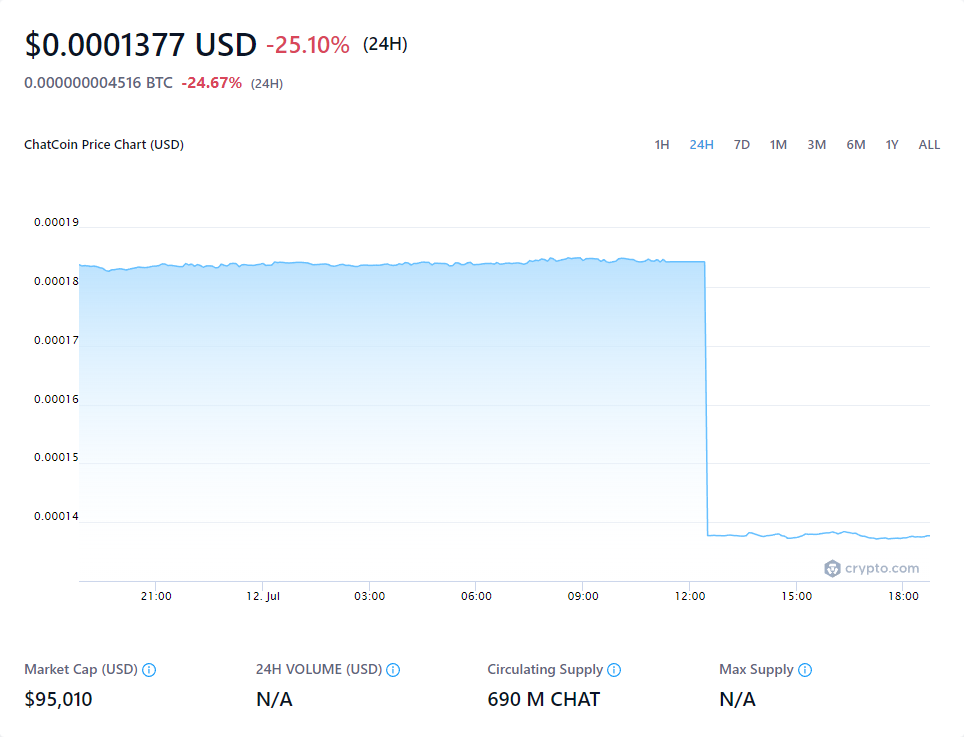 $0.0001377 USD -25.10% (24H)
0.000000004516 BTC -24.67% (24H)
ChatCoin Price Chart (USD) 1H 24H 7D 1M 3M 6M 1Y ALL
0.00019
0.00018
0.00017
0.00016
0.00015
0.00014
crypto.com
21:00 12. Jul 03:00 06:00 09:00 12:00 15:00 18:00
Market Cap (USD) 24H VOLUME (USD) Circulating Supply Max Supply
$95,010 N/A 690 M CHAT N/A